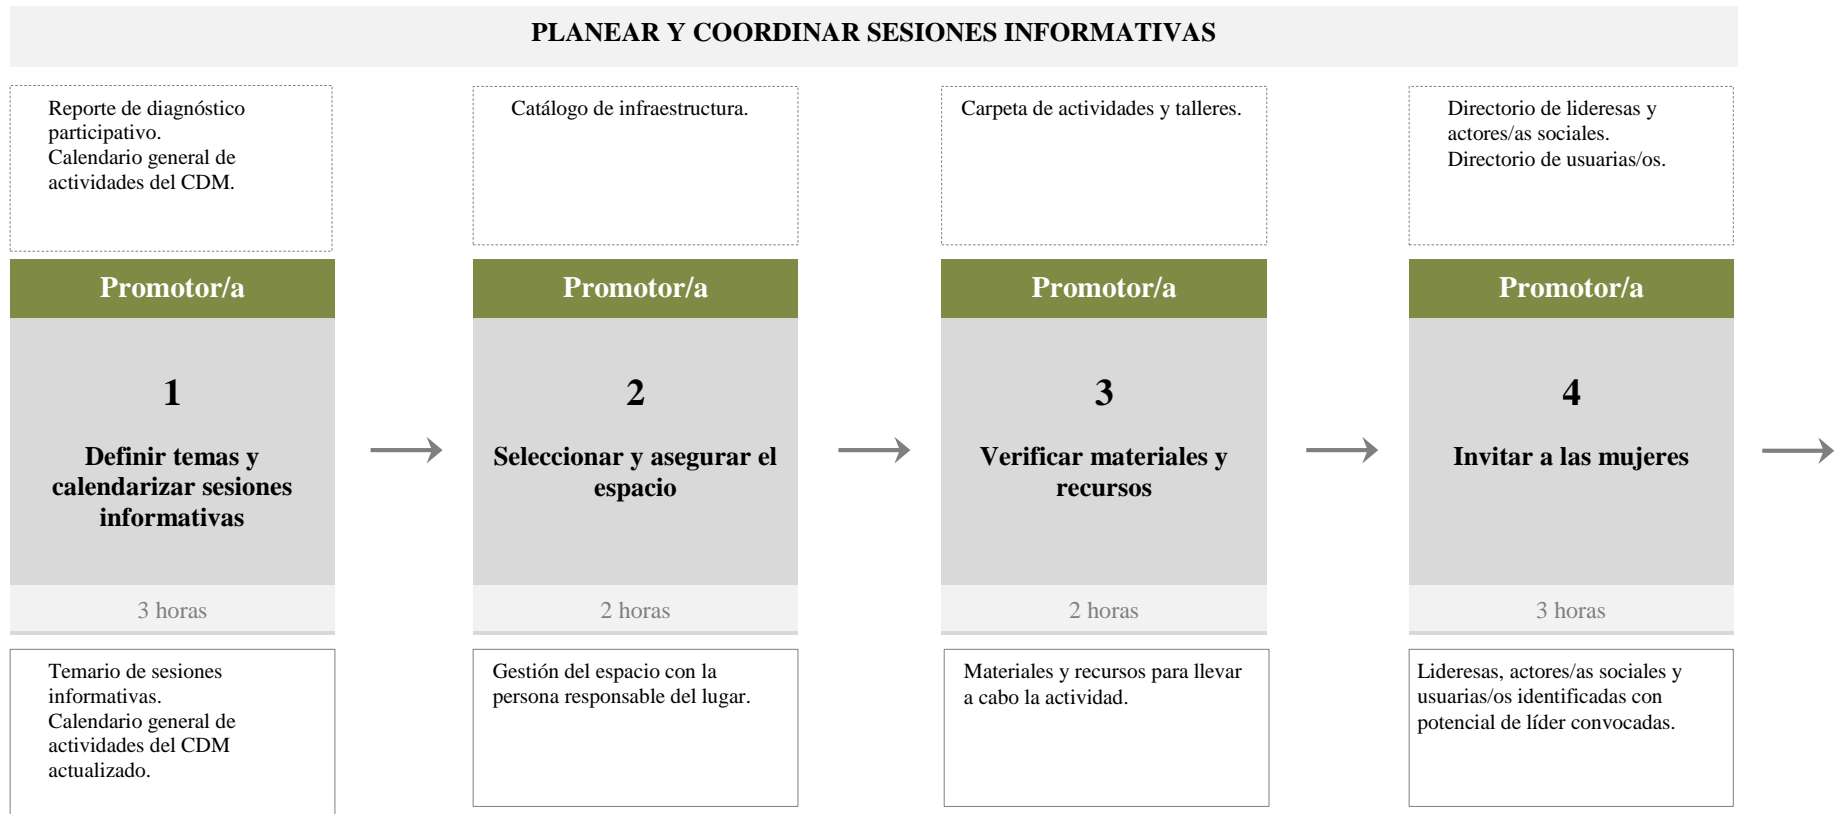 PLANEAR Y COORDINAR SESIONES INFORMATIVAS
Reporte de diagnóstico
participativo.
Calendario general de
actividades del CDM.
Catálogo de infraestructura.
Carpeta de actividades y talleres.
Directorio de lideresas y
actores/as sociales.
Directorio de usuarias/os.
Promotor/a
Promotor/a
Promotor/a
Promotor/a
1
Definir temas y
calendarizar sesiones
informativas
2
Seleccionar y asegurar el
espacio
3
Verificar materiales y
recursos
4
Invitar a las mujeres
3 horas
2 horas
2 horas
3 horas
Temario de sesiones
informativas.
Calendario general de
actividades del CDM
actualizado.
Gestión del espacio con la
persona responsable del lugar.
Materiales y recursos para llevar
a cabo la actividad.
Lideresas, actores/as sociales y
usuarias/os identificadas con
potencial de líder convocadas.